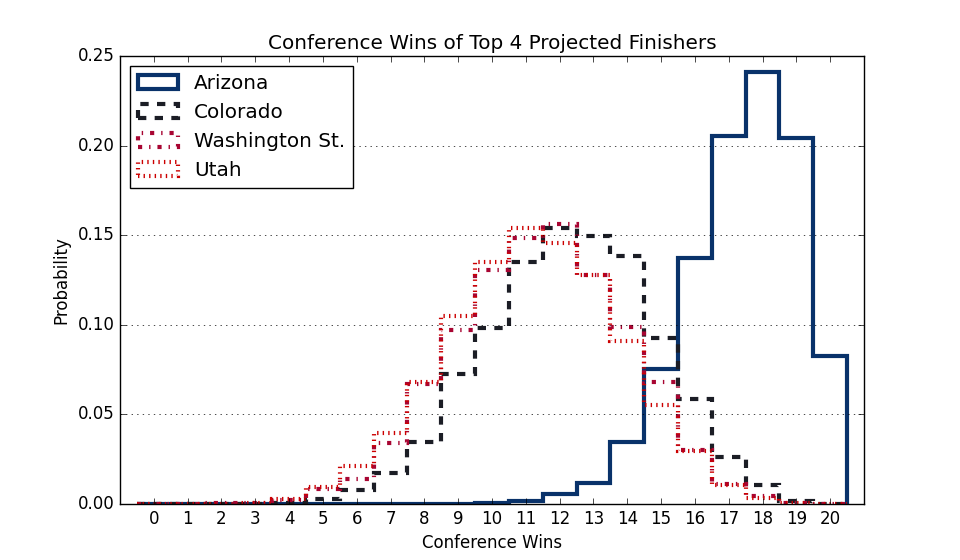 Conference Wins of Top 4 Projected Finishers
0.25
0.20
0.15
0.10
0.05
0.00
Probability
Arizona
Colorado
Washington St.
Utah
0 1 2 3 4 5 6 7 8 9 10 11 12 13 14 15 16 17 18 19 20
Conference Wins